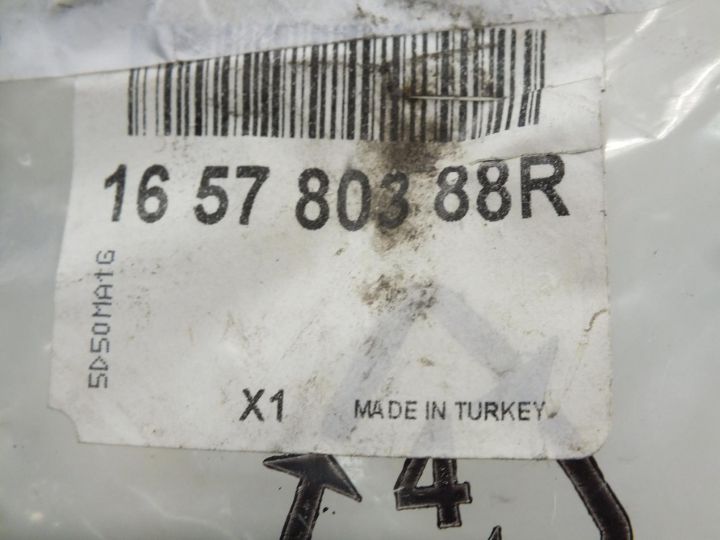 16 57 803 88R
5D50MA1G
X1 MADE IN TURKEY
4